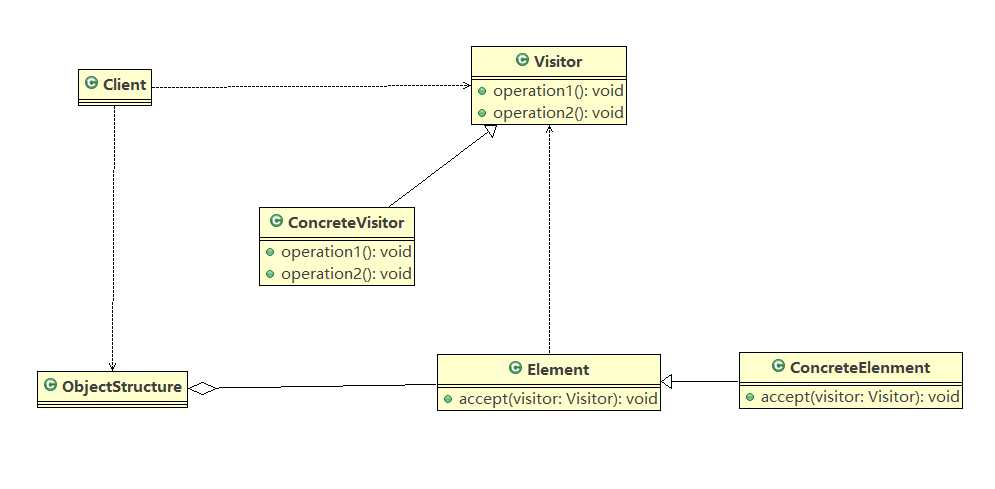 Client
Visitor
operation1(): void
operation2(): void
ConcreteVisitor
operation1(): void
operation2(): void
ObjectStructure
Element
accept(visitor: Visitor): void
ConcreteElenment
accept(visitor: Visitor): void